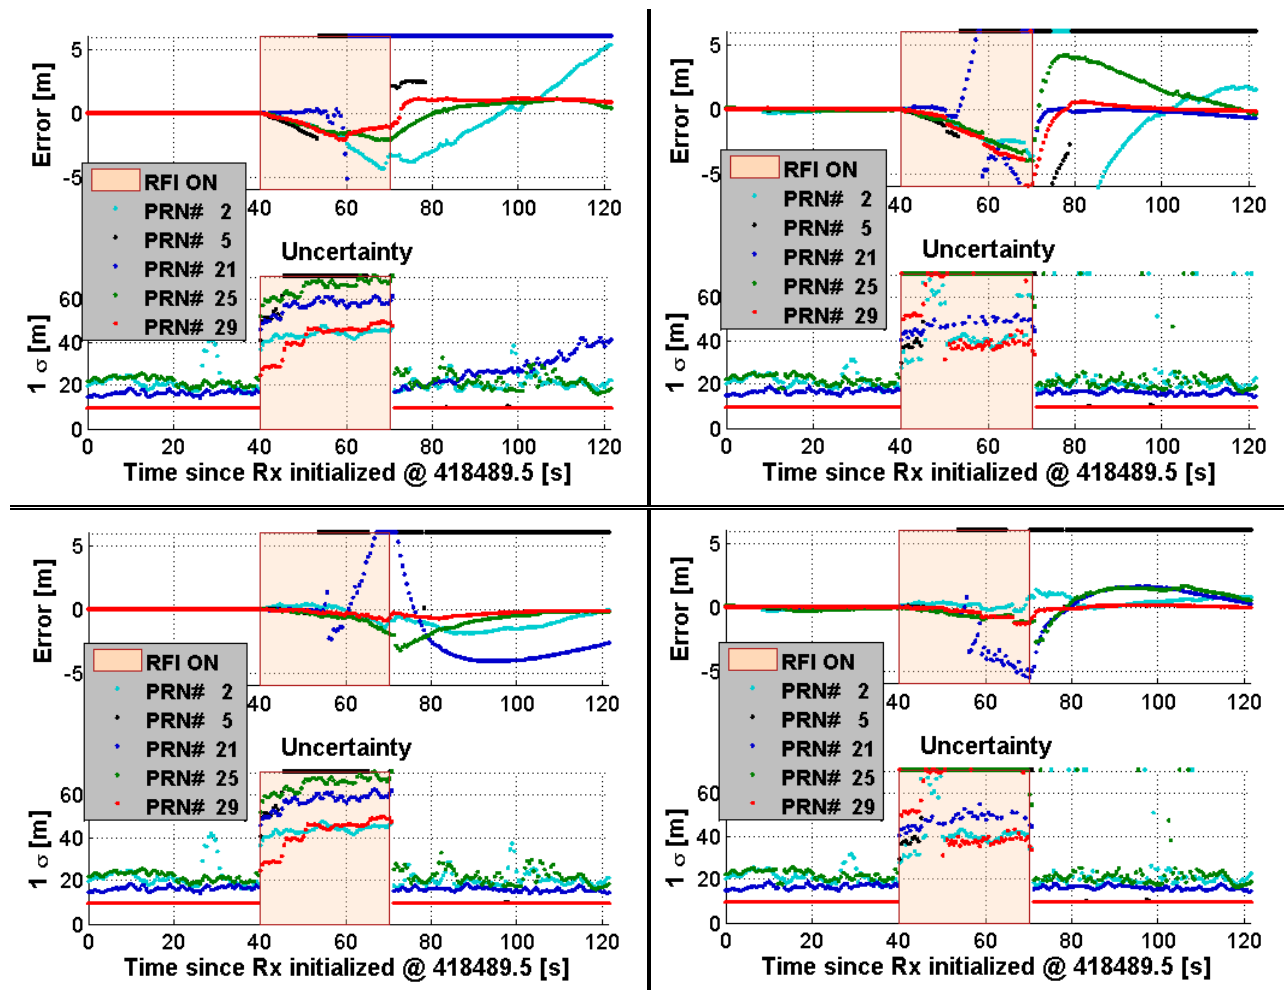 Error [m]
5
0
-5
40
60
80
100
120
RFI ON
PRN# 2
PRN# 5
PRN# 21
PRN# 25
PRN# 29
Uncertainty
1 σ [m]
60
40
20
0
0
20
40
60
80
100
120
Time since Rx initialized @ 418489.5 [s]
Error [m]
5
0
-5
40
60
80
100
120
RFI ON
PRN# 2
PRN# 5
PRN# 21
PRN# 25
PRN# 29
Uncertainty
1 σ [m]
60
40
20
0
0
20
40
60
80
100
120
Time since Rx initialized @ 418489.5 [s]
Error [m]
5
0
-5
40
60
80
100
120
RFI ON
PRN# 2
PRN# 5
PRN# 21
PRN# 25
PRN# 29
Uncertainty
1 σ [m]
60
40
20
0
0
20
40
60
80
100
120
Time since Rx initialized @ 418489.5 [s]
Error [m]
5
0
-5
40
60
80
100
120
RFI ON
PRN# 2
PRN# 5
PRN# 21
PRN# 25
PRN# 29
Uncertainty
1 σ [m]
60
40
20
0
0
20
40
60
80
100
120
Time since Rx initialized @ 418489.5 [s]